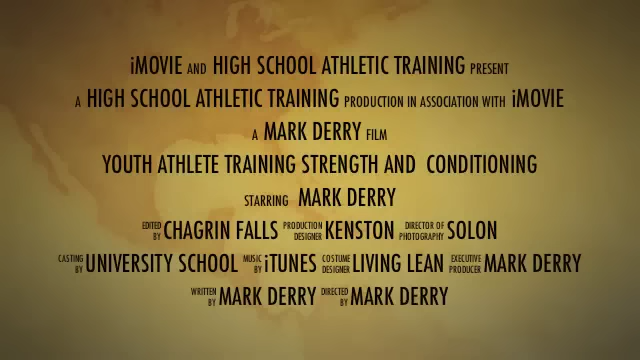 iMOVIE AND HIGH SCHOOL ATHLETIC TRAINING PRESENT
A HIGH SCHOOL ATHLETIC TRAINING PRODUCTION IN ASSOCIATION WITH iMOVIE
A MARK DERRY FILM
YOUTH ATHLETE TRAINING STRENGTH AND CONDITIONING
STARRING MARK DERRY
EDITED BY CHAGRIN FALLS PRODUCTION DESIGNER KENSTON DIRECTOR OF PHOTOGRAPHY SOLON
CASTING BY UNIVERSITY SCHOOL MUSIC BY iTUNES COSTUME DESIGNER LIVING LEAN EXECUTIVE PRODUCER MARK DERRY
WRITTEN BY MARK DERRY DIRECTED BY MARK DERRY